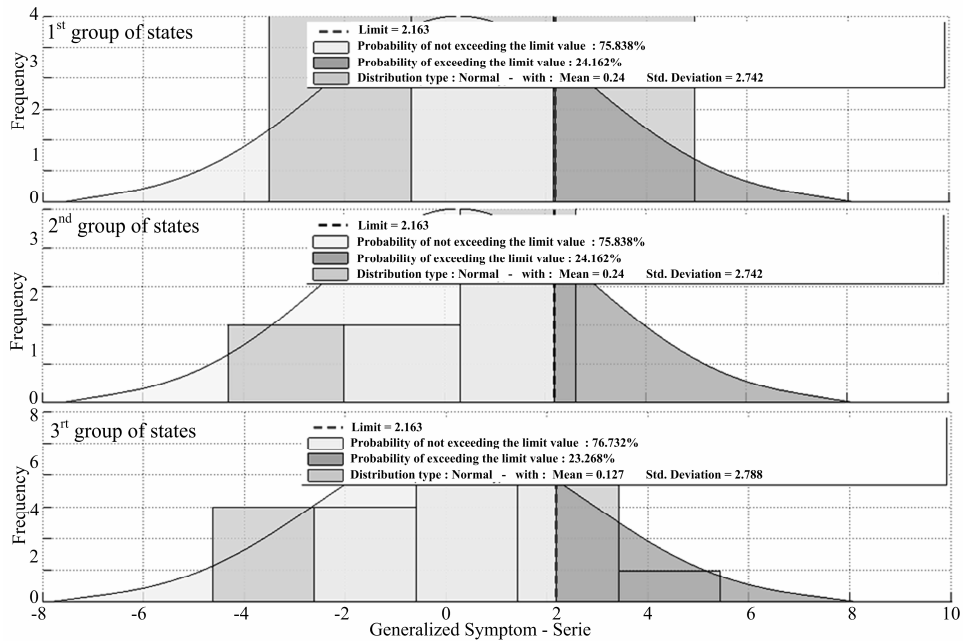 4
3
2
1
0
Frequency
1st group of states
Limit = 2.163
Probability of not exceeding the limit value : 75.838%
Probability of exceeding the limit value : 24.162%
Distribution type : Normal - with : Mean = 0.24 Std. Deviation = 2.742
3
2
1
0
Frequency
2nd group of states
Limit = 2.163
Probability of not exceeding the limit value : 75.838%
Probability of exceeding the limit value : 24.162%
Distribution type : Normal - with : Mean = 0.24 Std. Deviation = 2.742
8
6
4
2
0
Frequency
3rt group of states
Limit = 2.163
Probability of not exceeding the limit value : 76.732%
Probability of exceeding the limit value : 23.268%
Distribution type : Normal - with : Mean = 0.127 Std. Deviation = 2.788
-8 -6 -4 -2 0 2 4 6 8 10
Generalized Symptom - Serie